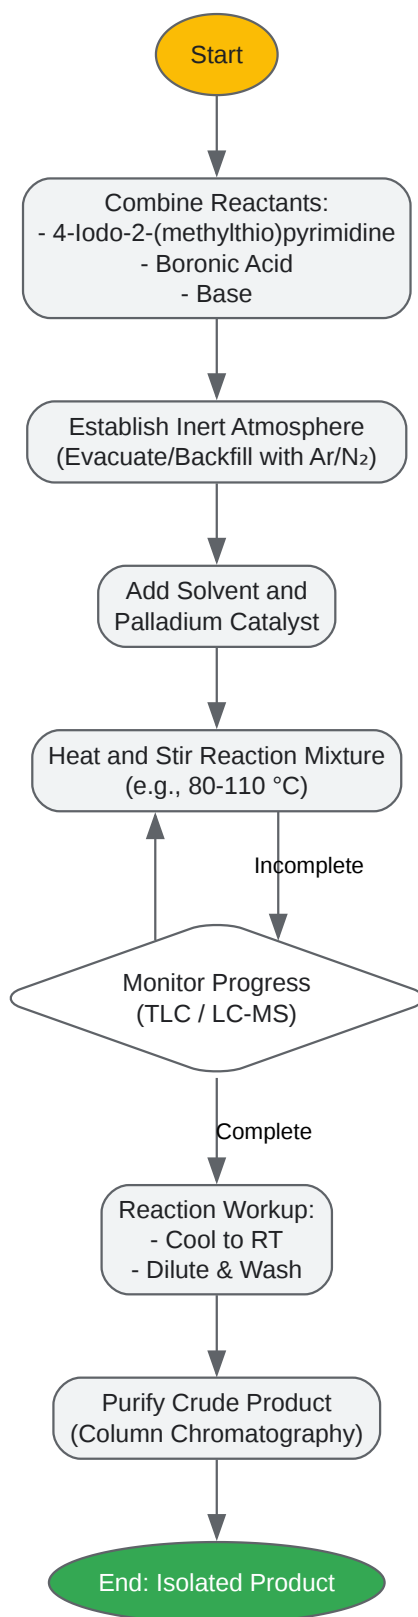 Start
Combine Reactants:
- 4-Iodo-2-(methylthio)pyrimidine
- Boronic Acid
- Base
Establish Inert Atmosphere
(Evacuate/Backfill with Ar/N₂)
Add Solvent and
Palladium Catalyst
Heat and Stir Reaction Mixture
(e.g., 80-110 °C)
Incomplete
Monitor Progress
(TLC / LC-MS)
Complete
Reaction Workup:
- Cool to RT
- Dilute & Wash
Purify Crude Product
(Column Chromatography)
End: Isolated Product